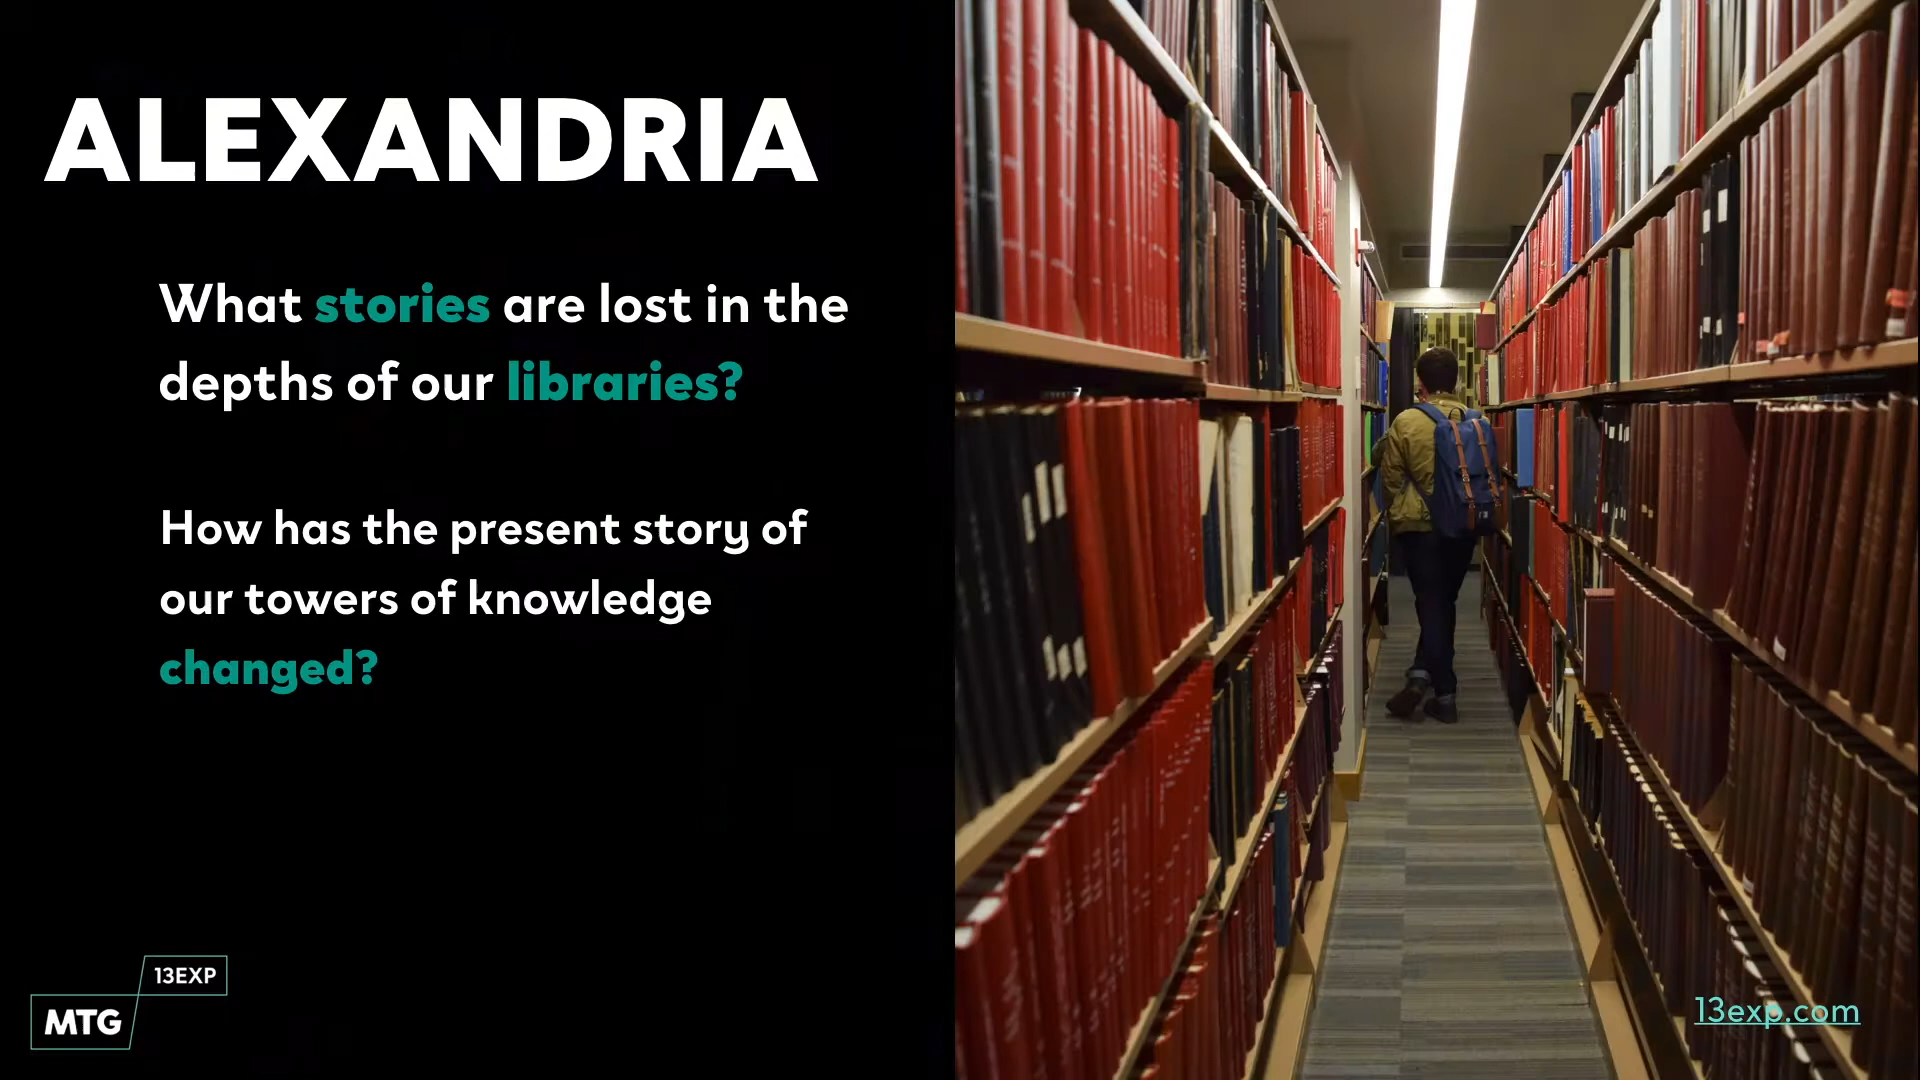 ALEXANDRIA
What stories are lost in the
depths of our libraries?
How has the present story of
our towers of knowledge
changed?
13EXP
MTG
13exp.com